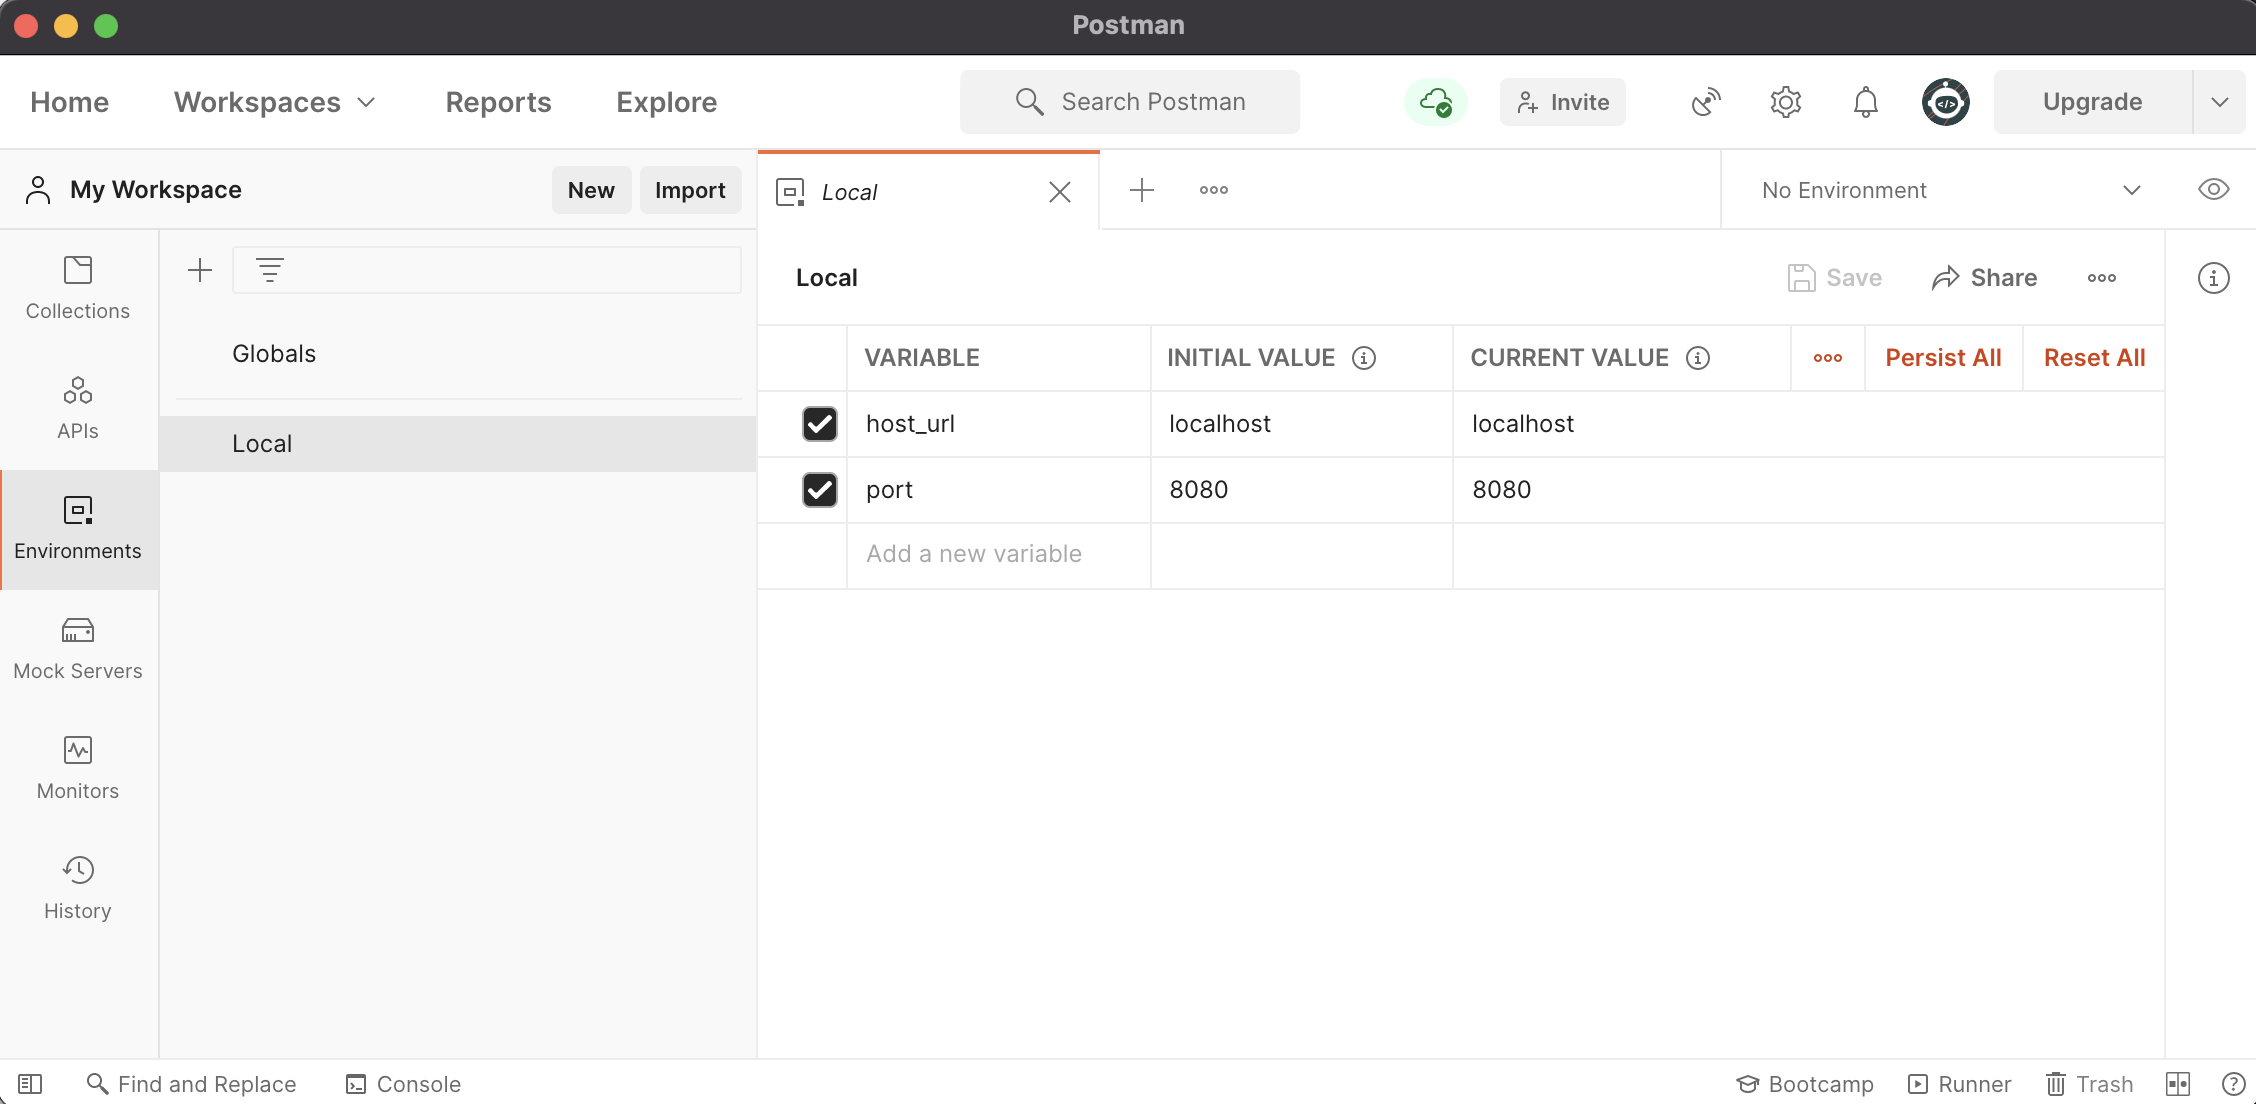 Postman
Home Workspaces Reports Explore Search Postman Invite Upgrade
My Workspace New Import Local No Environment
Collections
APIs
Environments
Mock Servers
Monitors
History
Globals
Local
Local Save Share
VARIABLE INITIAL VALUE CURRENT VALUE Persist All Reset All
host_url localhost localhost
port 8080 8080
Add a new variable
Find and Replace Console Bootcamp Runner Trash